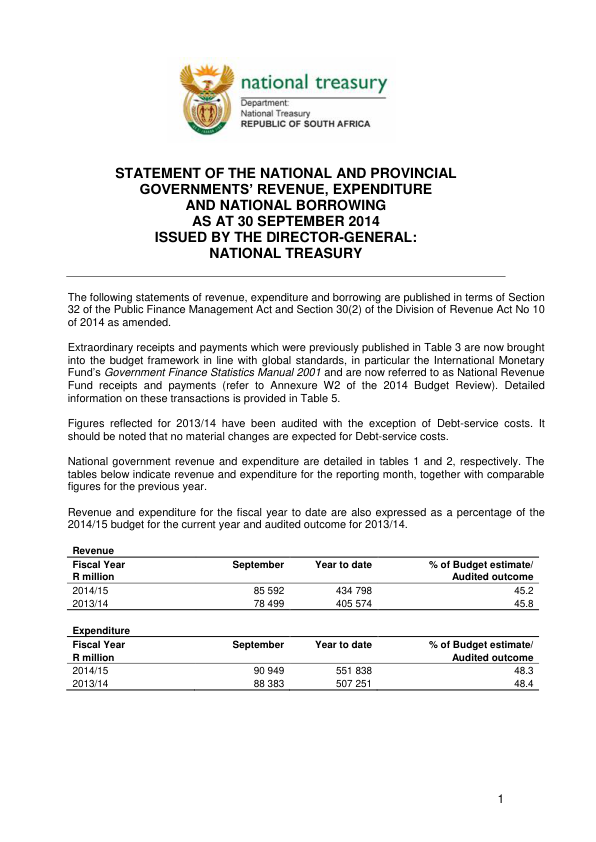 national treasury
Department:
National Treasury
REPUBLIC OF SOUTH AFRICA
STATEMENT OF THE NATIONAL AND PROVINCIAL
GOVERNMENTS' REVENUE, EXPENDITURE
AND NATIONAL BORROWING
AS AT 30 SEPTEMBER 2014
ISSUED BY THE DIRECTOR-GENERAL:
NATIONAL TREASURY
The following statements of revenue, expenditure and borrowing are published in terms of Section
32 of the Public Finance Management Act and Section 30(2) of the Division of Revenue Act No 10
of 2014 as amended.
Extraordinary receipts and payments which were previously published in Table 3 are now brought
into the budget framework in line with global standards, in particular the International Monetary
Fund's Government Finance Statistics Manual 2001 and are now referred to as National Revenue
Fund receipts and payments (refer to Annexure W2 of the 2014 Budget Review). Detailed
information on these transactions is provided in Table 5.
Figures reflected for 2013/14 have been audited with the exception of Debt-service costs. It
should be noted that no material changes are expected for Debt-service costs.
National government revenue and expenditure are detailed in tables 1 and 2, respectively. The
tables below indicate revenue and expenditure for the reporting month, together with comparable
figures for the previous year.
Revenue and expenditure for the fiscal year to date are also expressed as a percentage of the
2014/15 budget for the current year and audited outcome for 2013/14.
Revenue
Fiscal Year September Year to date % of Budget estimate/
R million Audited outcome
2014/15 85 592 434 798 45.2
2013/14 78 499 405 574 45.8
Expenditure
Fiscal Year September Year to date % of Budget estimate/
R million Audited outcome
2014/15 90 949 551 838 48.3
2013/14 88 383 507 251 48.4
1